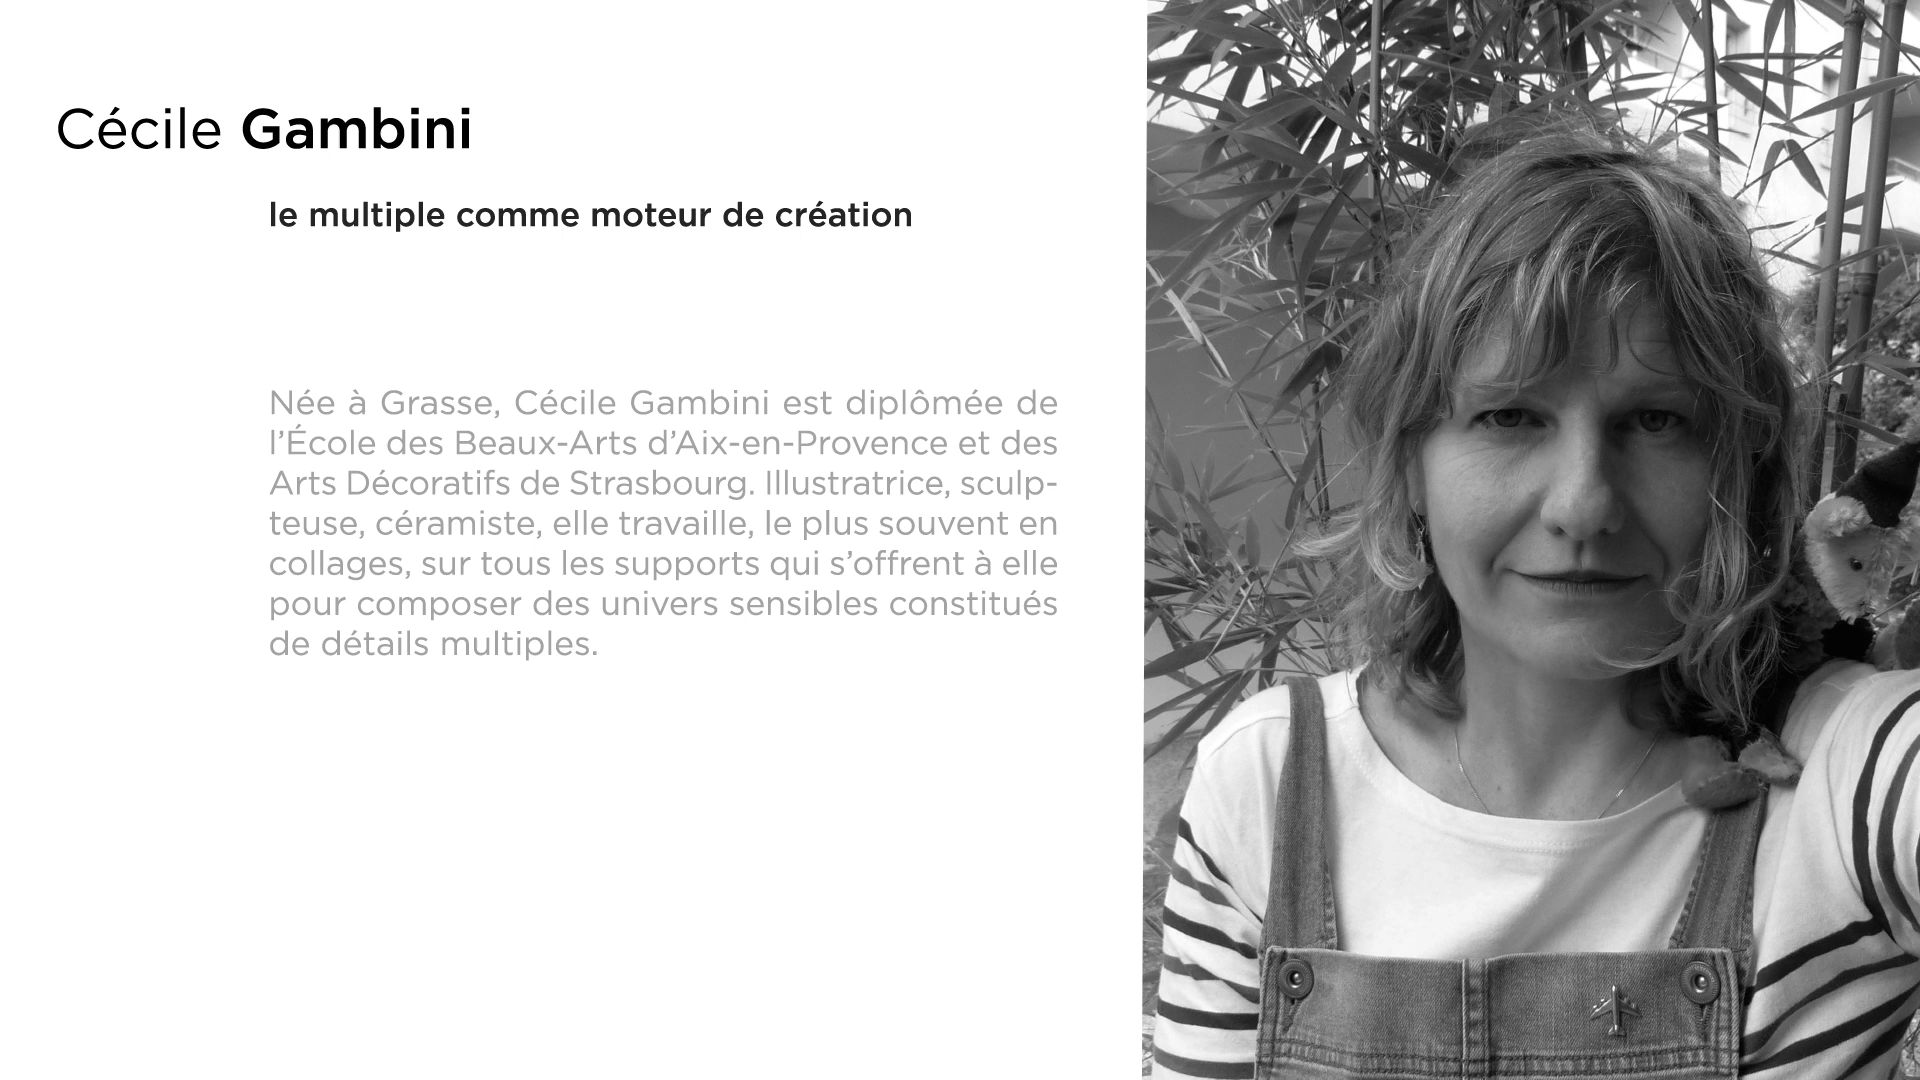 Cécile Gambini
le multiple comme moteur de création
Née à Grasse, Cécile Gambini est diplômée de
l’École des Beaux-Arts d’Aix-en-Provence et des
Arts Décoratifs de Strasbourg. Illustratrice, sculp-
teuse, céramiste, elle travaille, le plus souvent en
collages, sur tous les supports qui s’offrent à elle
pour composer des univers sensibles constitués
de détails multiples.